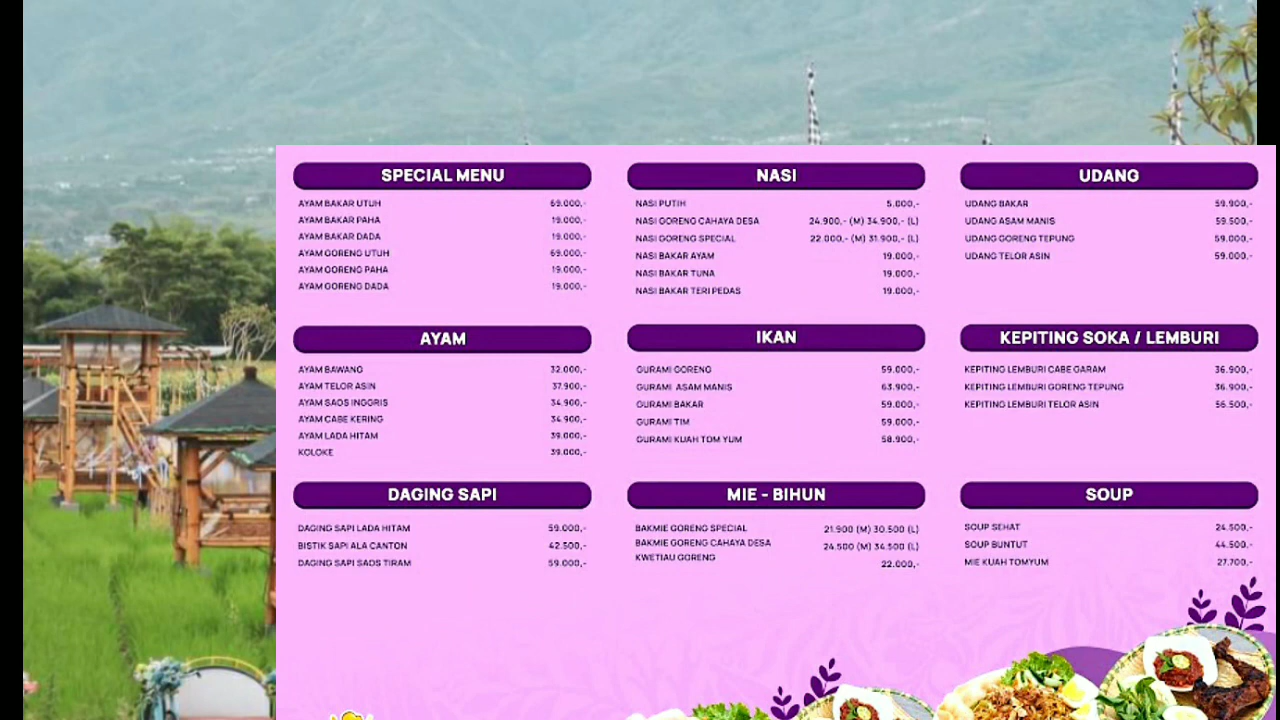 SPECIAL MENU
AYAM BAKAR UTUH 69.000,-
AYAM BAKAR PAHA 19.000,-
AYAM BAKAR DADA 19.000,-
AYAM GORENG UTUH 69.000,-
AYAM GORENG PAHA 19.000,-
AYAM GORENG DADA 19.000,-
NASI
NASI PUTIH 5.000,-
NASI GORENG CAHAYA DESA 24.900,- (M) 34.900,- (L)
NASI GORENG SPECIAL 22.000,- (M) 31.900,- (L)
NASI BAKAR AYAM 19.000,-
NASI BAKAR TUNA 19.000,-
NASI BAKAR TERI PEDAS 19.000,-
UDANG
UDANG BAKAR 59.900,-
UDANG ASAM MANIS 59.500,-
UDANG GORENG TEPUNG 59.000,-
UDANG TELOR ASIN 59.000,-
AYAM
AYAM BAWANG 32.000,-
AYAM TELOR ASIN 37.900,-
AYAM SAOS INGGRIS 34.900,-
AYAM CABE KERING 34.900,-
AYAM LADA HITAM 39.000,-
KOLOKE 39.000,-
IKAN
GURAMI GORENG 59.000,-
GURAMI ASAM MANIS 63.900,-
GURAMI BAKAR 59.000,-
GURAMI TIM 59.000,-
GURAMI KUAH TOM YUM 58.900,-
KEPITING SOKA / LEMBURI
KEPITING LEMBURI CABE GARAM 36.900,-
KEPITING LEMBURI GORENG TEPUNG 36.900,-
KEPITING LEMBURI TELOR ASIN 56.500,-
DAGING SAPI
DAGING SAPI LADA HITAM 59.000,-
BISTIK SAPI ALA CANTON 42.500,-
DAGING SAPI SAOS TIRAM 59.000,-
MIE - BIHUN
BAKMIE GORENG SPECIAL 21.900 (M) 30.500 (L)
BAKMIE GORENG CAHAYA DESA 24.500 (M) 34.500 (L)
KWETIAU GORENG 22.000,-
SOUP
SOUP SEHAT 24.500,-
SOUP BUNTUT 44.500,-
MIE KUAH TOMYUM 27.700,-